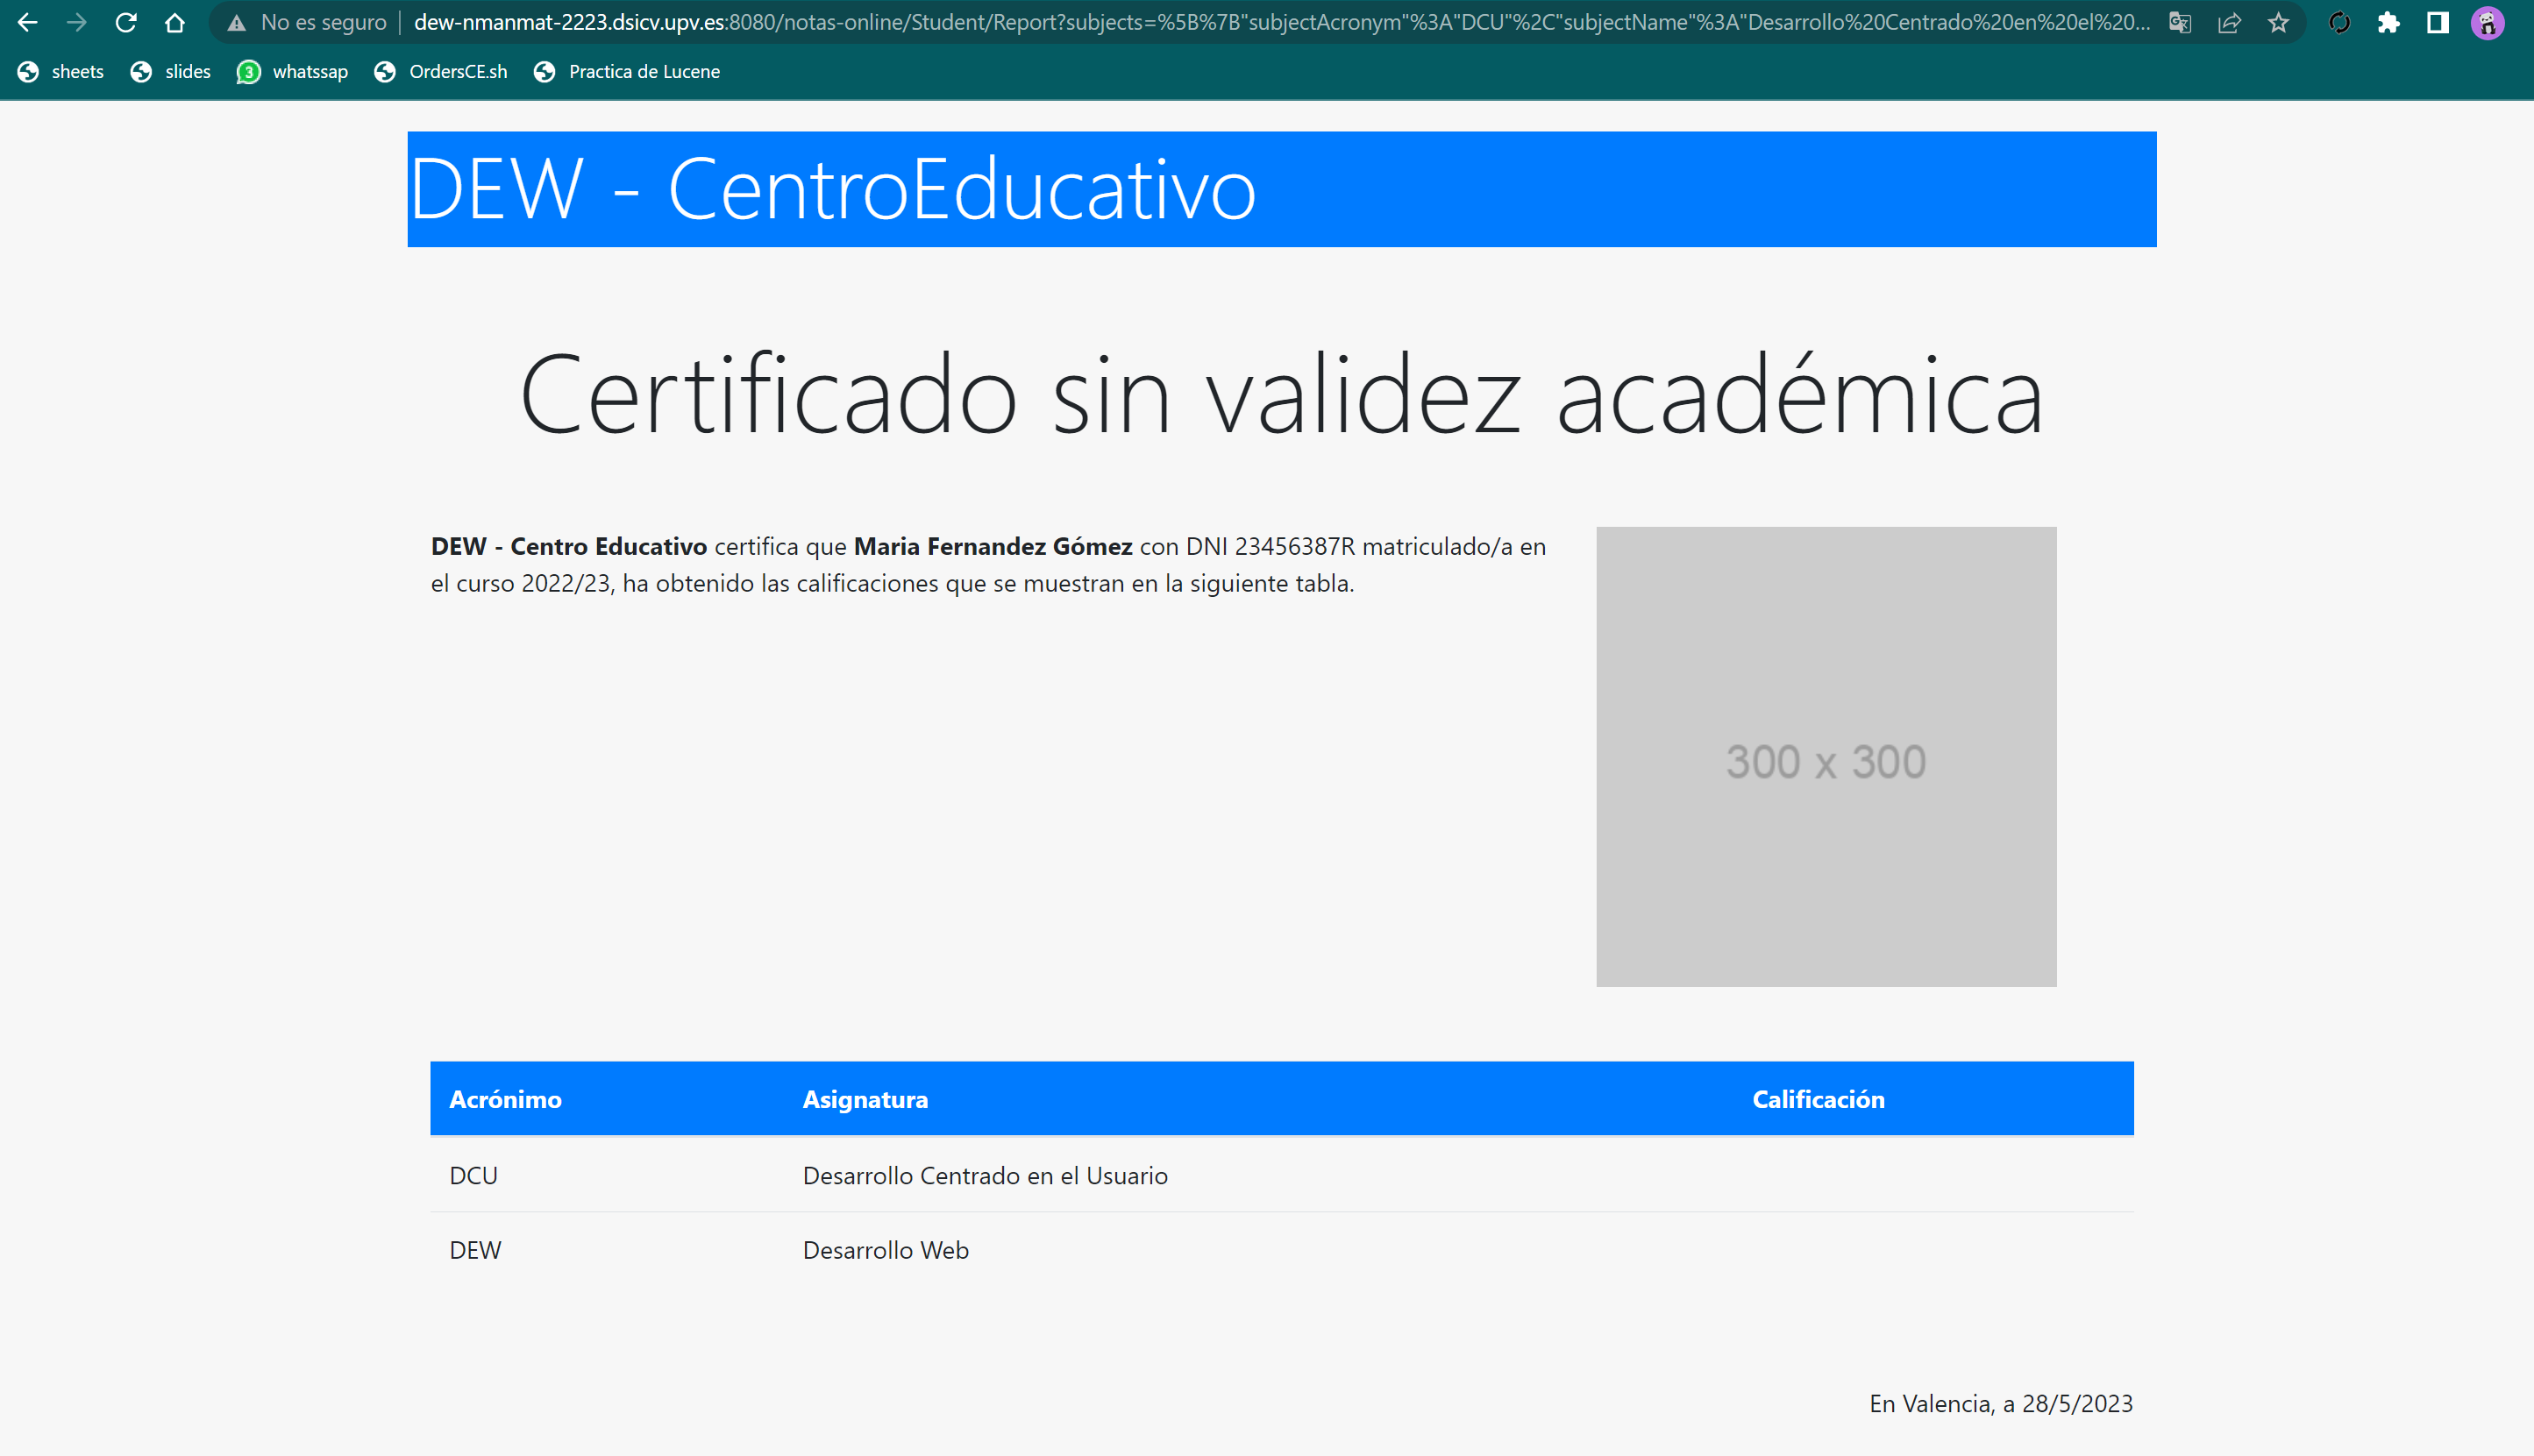 No es seguro | dew-nmanmat-2223.dsicv.upv.es:8080/notas-online/Student/Report?subjects=%5B%7B"subjectAcronym"%3A"DCU"%2C"subjectName"%3A"Desarrollo%20Centrado%20en%20el%20...
sheets slides 3 whatssap OrdersCE.sh Practica de Lucene
DEW - CentroEducativo
Certificado sin validez académica
DEW - Centro Educativo certifica que Maria Fernandez Gómez con DNI 23456387R matriculado/a en
el curso 2022/23, ha obtenido las calificaciones que se muestran en la siguiente tabla.
300 x 300
Acrónimo Asignatura Calificación
DCU Desarrollo Centrado en el Usuario
DEW Desarrollo Web
En Valencia, a 28/5/2023